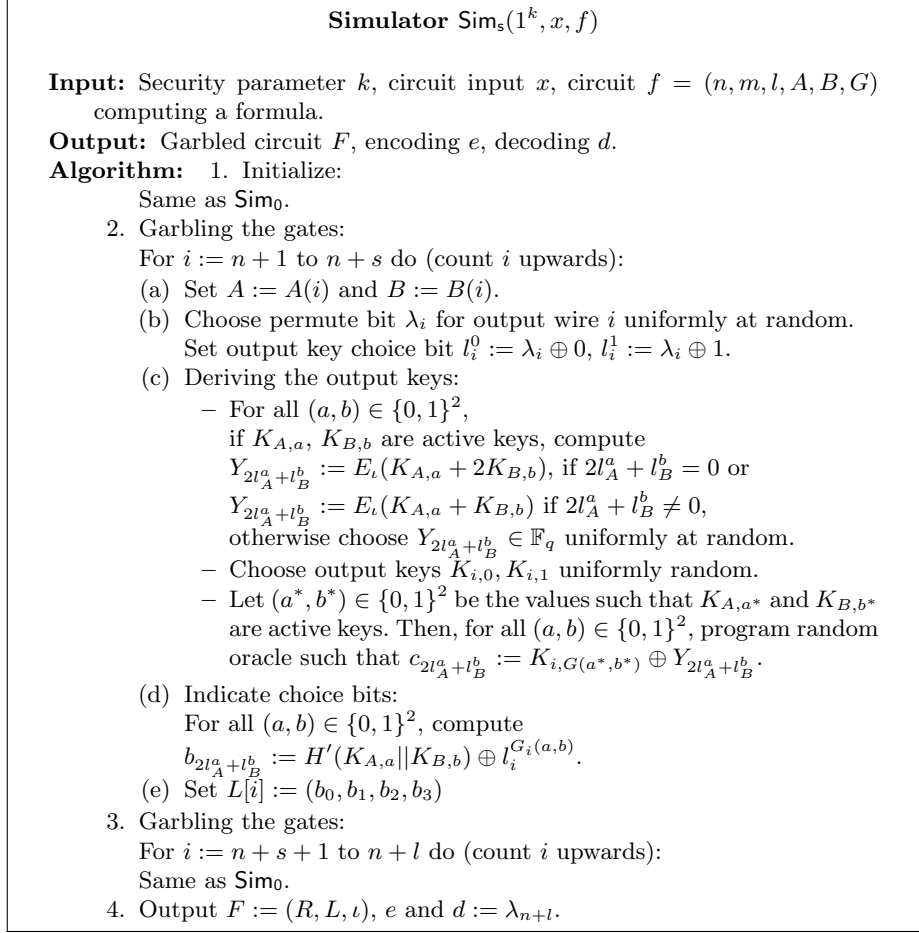 Simulator Sim_s(1^k, x, f)
Input: Security parameter k, circuit input x, circuit f = (n, m, l, A, B, G)
computing a formula.
Output: Garbled circuit F, encoding e, decoding d.
Algorithm: 1. Initialize:
Same as Sim_0.
2. Garbling the gates:
For i := n + 1 to n + s do (count i upwards):
(a) Set A := A(i) and B := B(i).
(b) Choose permute bit λ_i for output wire i uniformly at random.
Set output key choice bit l_i^0 := λ_i ⊕ 0, l_i^1 := λ_i ⊕ 1.
(c) Deriving the output keys:
– For all (a, b) ∈ {0, 1}^2,
if K_{A,a}, K_{B,b} are active keys, compute
Y_{2l_A^a+l_B^b} := E_ι(K_{A,a} + 2K_{B,b}), if 2l_A^a + l_B^b = 0 or
Y_{2l_A^a+l_B^b} := E_ι(K_{A,a} + K_{B,b}) if 2l_A^a + l_B^b ≠ 0,
otherwise choose Y_{2l_A^a+l_B^b} ∈ 𝔽_q uniformly at random.
– Choose output keys K_{i,0}, K_{i,1} uniformly random.
– Let (a*, b*) ∈ {0, 1}^2 be the values such that K_{A,a*} and K_{B,b*}
are active keys. Then, for all (a, b) ∈ {0, 1}^2, program random
oracle such that c_{2l_A^a+l_B^b} := K_{i,G(a*,b*)} ⊕ Y_{2l_A^a+l_B^b}.
(d) Indicate choice bits:
For all (a, b) ∈ {0, 1}^2, compute
b_{2l_A^a+l_B^b} := H′(K_{A,a}||K_{B,b}) ⊕ l_i^{G_i(a,b)}.
(e) Set L[i] := (b_0, b_1, b_2, b_3)
3. Garbling the gates:
For i := n + s + 1 to n + l do (count i upwards):
Same as Sim_0.
4. Output F := (R, L, ι), e and d := λ_{n+l}.